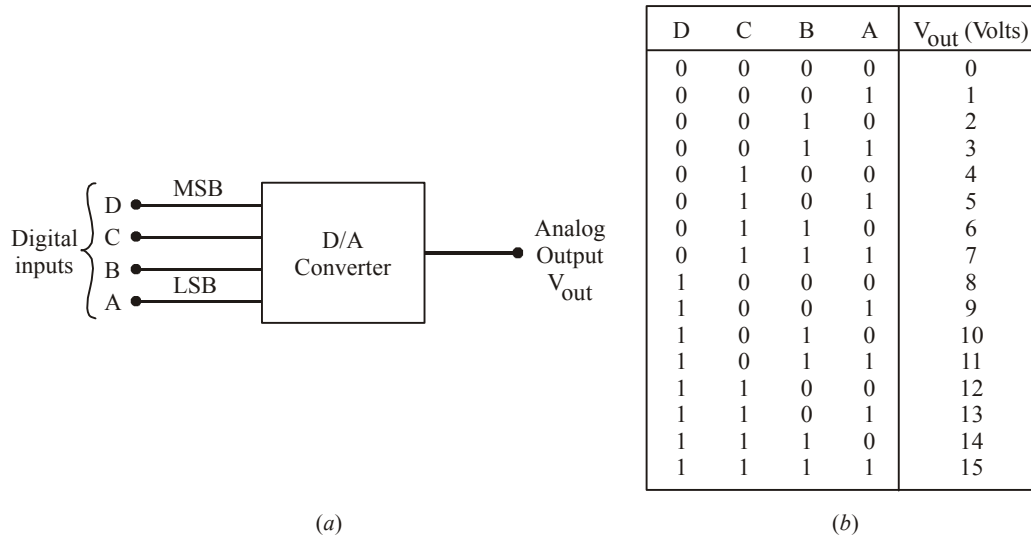 Digital
inputs
D
C
B
A
MSB
LSB
D/A
Converter
Analog
Output
Vout
(a)
D C B A Vout (Volts)
0 0 0 0 0
0 0 0 1 1
0 0 1 0 2
0 0 1 1 3
0 1 0 0 4
0 1 0 1 5
0 1 1 0 6
0 1 1 1 7
1 0 0 0 8
1 0 0 1 9
1 0 1 0 10
1 0 1 1 11
1 1 0 0 12
1 1 0 1 13
1 1 1 0 14
1 1 1 1 15
(b)